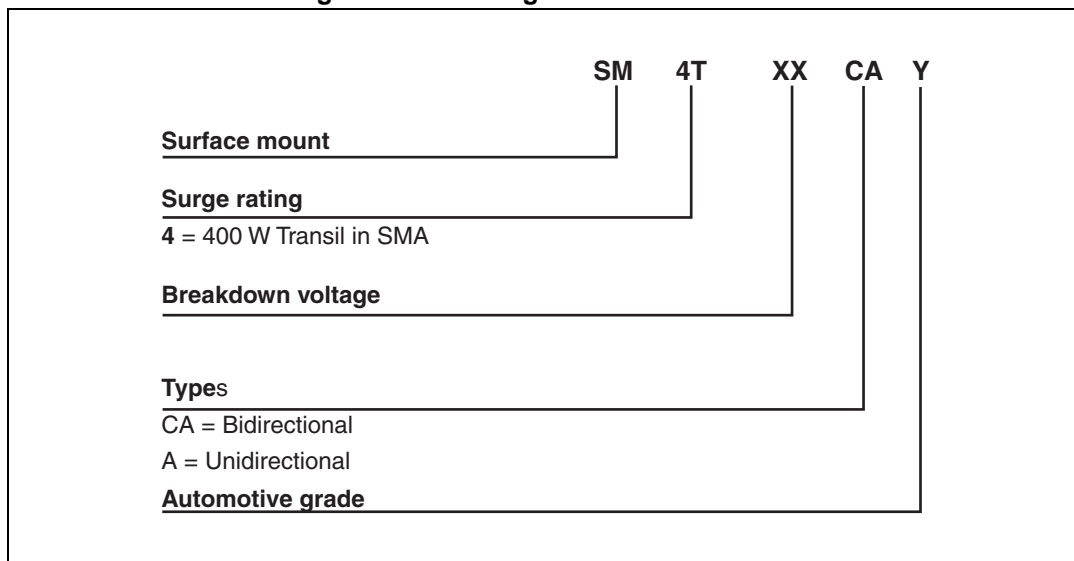 SM 4T XX CA Y
Surface mount
Surge rating
4 = 400 W Transil in SMA
Breakdown voltage
Types
CA = Bidirectional
A = Unidirectional
Automotive grade